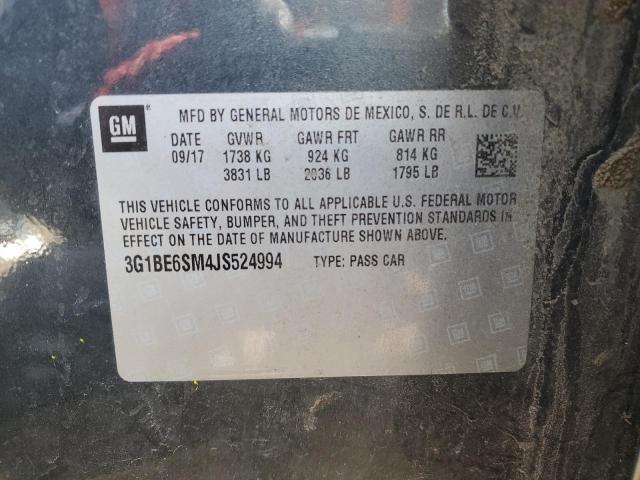 GM ® MFD BY GENERAL MOTORS DE MEXICO, S. DE R.L. DE C.V.
DATE GVWR GAWR FRT GAWR RR
09/17 1738 KG 924 KG 814 KG
3831 LB 2036 LB 1795 LB
THIS VEHICLE CONFORMS TO ALL APPLICABLE U.S. FEDERAL MOTOR
VEHICLE SAFETY, BUMPER, AND THEFT PREVENTION STANDARDS IN
EFFECT ON THE DATE OF MANUFACTURE SHOWN ABOVE.
3G1BE6SM4JS524994 TYPE: PASS CAR